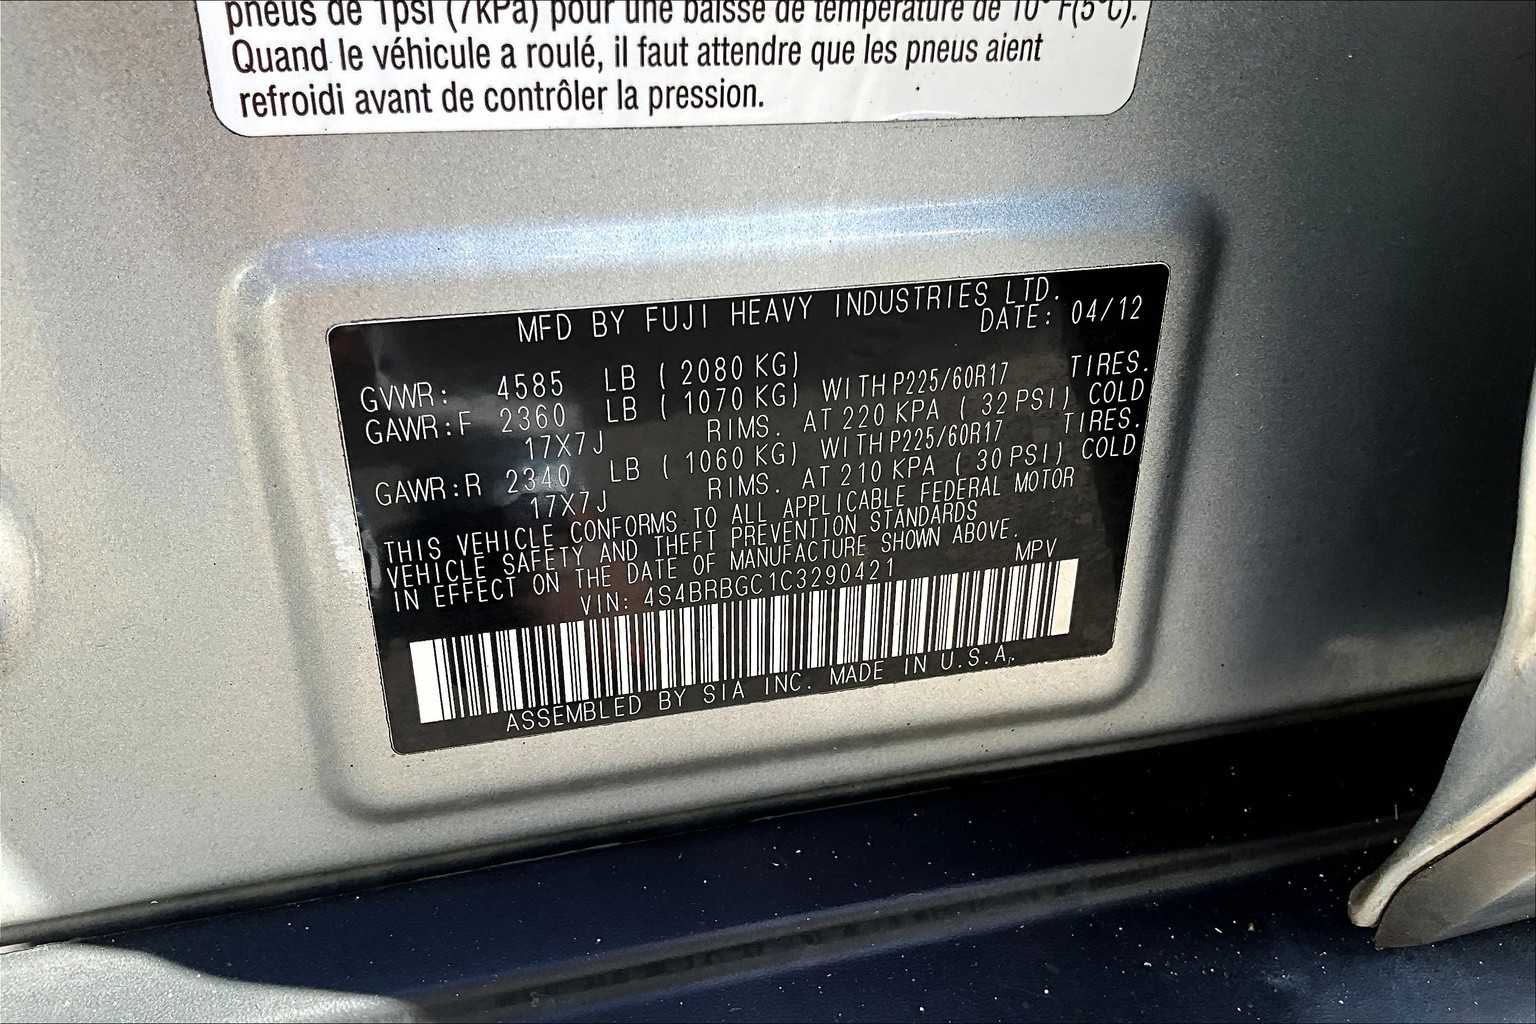 pneus de 1psi (7kPa) pour une baisse de température de 10°F(5°C).
Quand le véhicule a roulé, il faut attendre que les pneus aient
refroidi avant de contrôler la pression.
MFD BY FUJI HEAVY INDUSTRIES LTD.
DATE: 04/12
GVWR: 4585 LB ( 2080 KG)
GAWR:F 2360 LB ( 1070 KG) WITH P225/60R17 TIRES.
17X7J RIMS. AT 220 KPA ( 32 PSI) COLD
GAWR:R 2340 LB ( 1060 KG) WITH P225/60R17 TIRES.
17X7J RIMS. AT 210 KPA ( 30 PSI) COLD
THIS VEHICLE CONFORMS TO ALL APPLICABLE FEDERAL MOTOR
VEHICLE SAFETY AND THEFT PREVENTION STANDARDS
IN EFFECT ON THE DATE OF MANUFACTURE SHOWN ABOVE.
VIN: 4S4BRBGC1C3290421 MPV
ASSEMBLED BY SIA INC. MADE IN U.S.A.